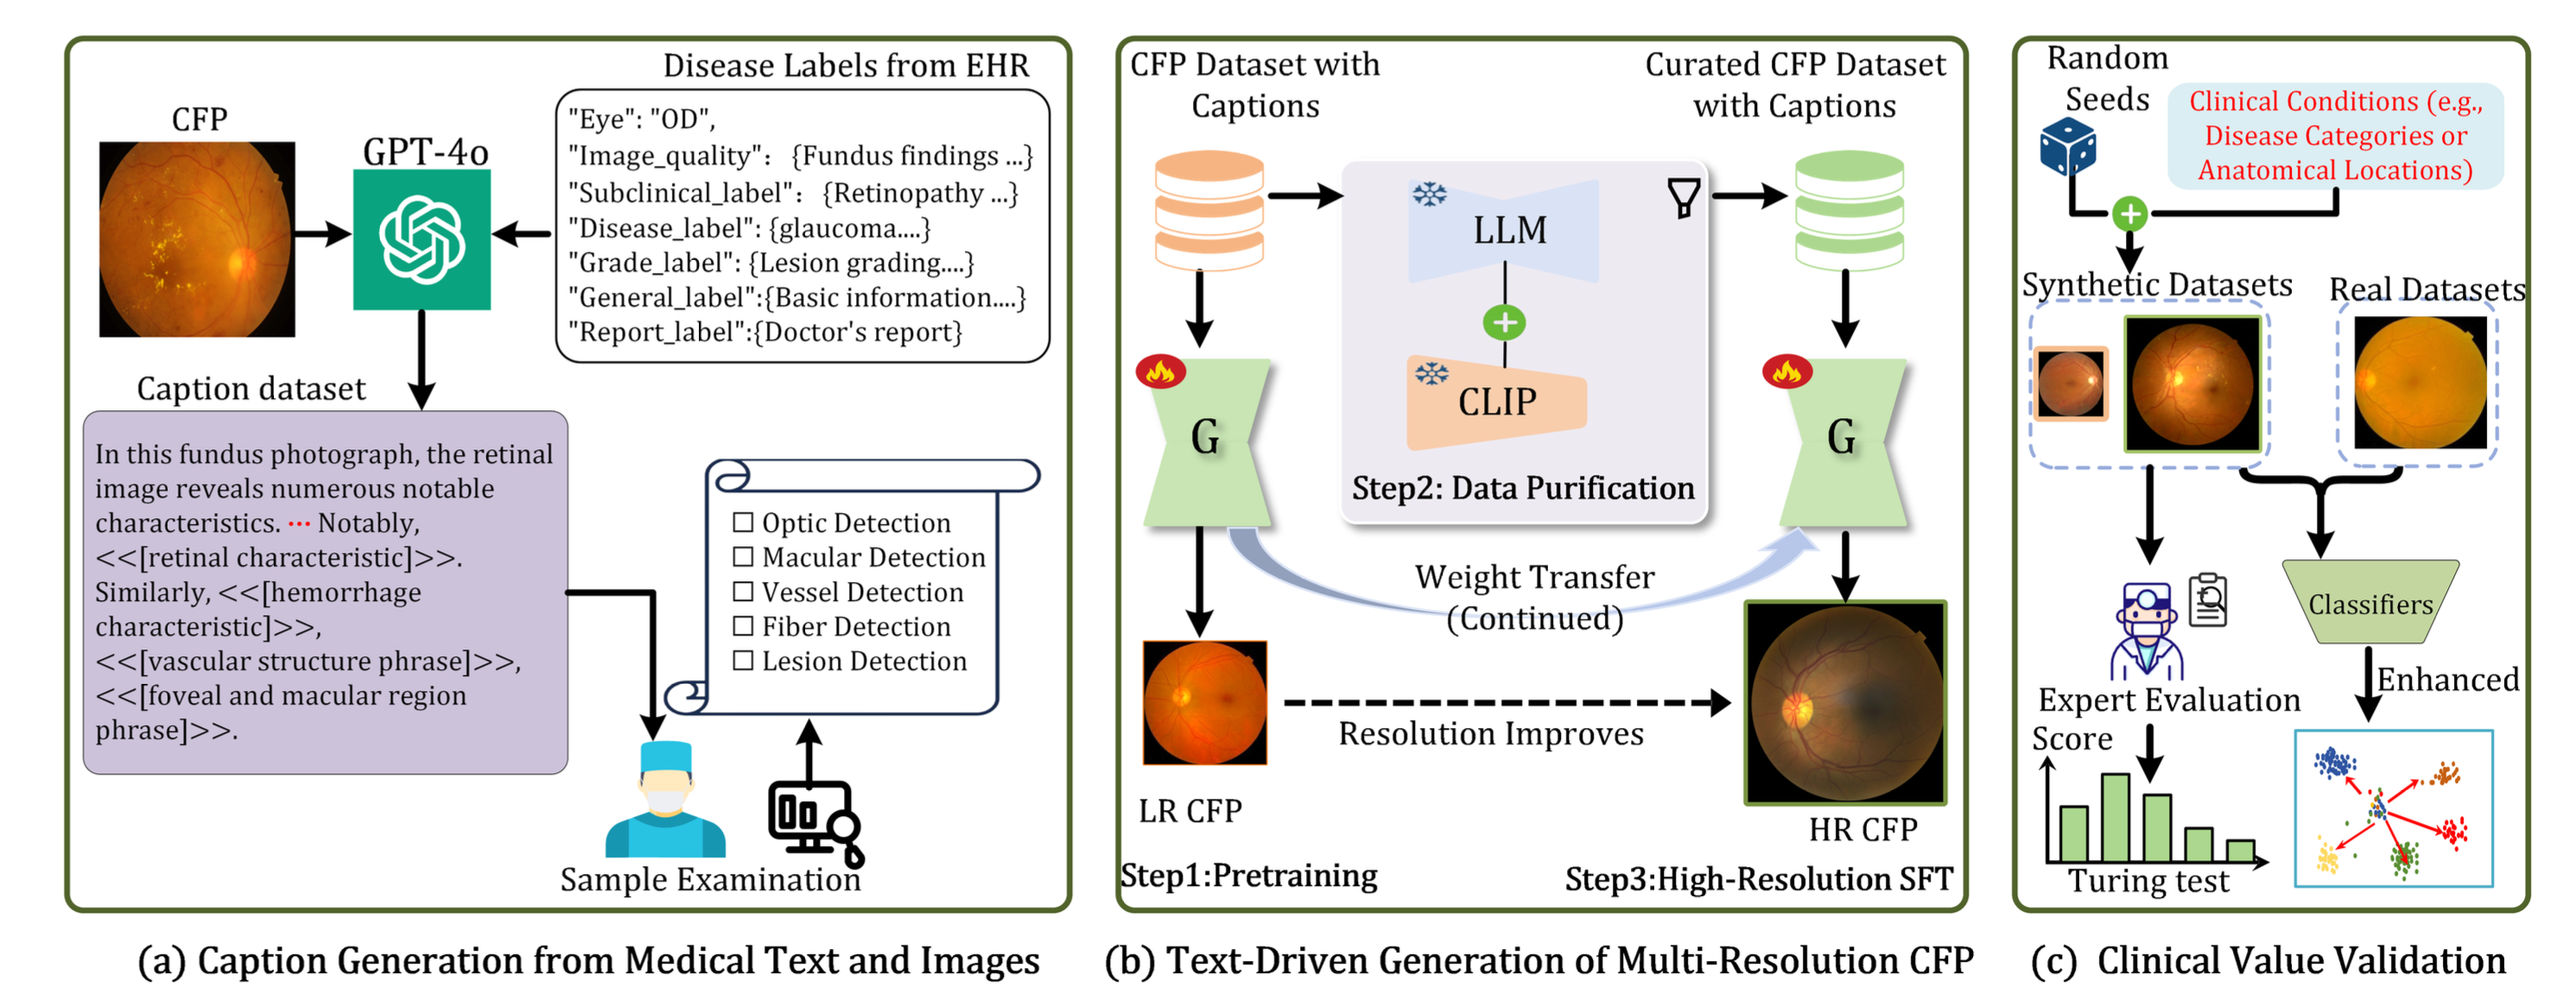 Disease Labels from EHR
CFP
GPT-4o
"Eye": "OD",
"Image_quality": {Fundus findings ...}
"Subclinical_label": {Retinopathy ...}
"Disease_label": {glaucoma....}
"Grade_label": {Lesion grading....}
"General_label":{Basic information....}
"Report_label":{Doctor's report}
Caption dataset
In this fundus photograph, the retinal
image reveals numerous notable
characteristics. ... Notably,
<<[retinal characteristic]>>.
Similarly, <<[hemorrhage
characteristic]>>,
<<[vascular structure phrase]>>,
<<[foveal and macular region
phrase]>>.
☐ Optic Detection
☐ Macular Detection
☐ Vessel Detection
☐ Fiber Detection
☐ Lesion Detection
Sample Examination
(a) Caption Generation from Medical Text and Images
CFP Dataset with
Captions
Curated CFP Dataset
with Captions
LLM
CLIP
Step2: Data Purification
G
G
Weight Transfer
(Continued)
Resolution Improves
LR CFP
HR CFP
Step1:Pretraining
Step3:High-Resolution SFT
(b) Text-Driven Generation of Multi-Resolution CFP
Random
Seeds
Clinical Conditions (e.g.,
Disease Categories or
Anatomical Locations)
Synthetic Datasets
Real Datasets
Classifiers
Expert Evaluation
Enhanced
Score
Turing test
(c) Clinical Value Validation